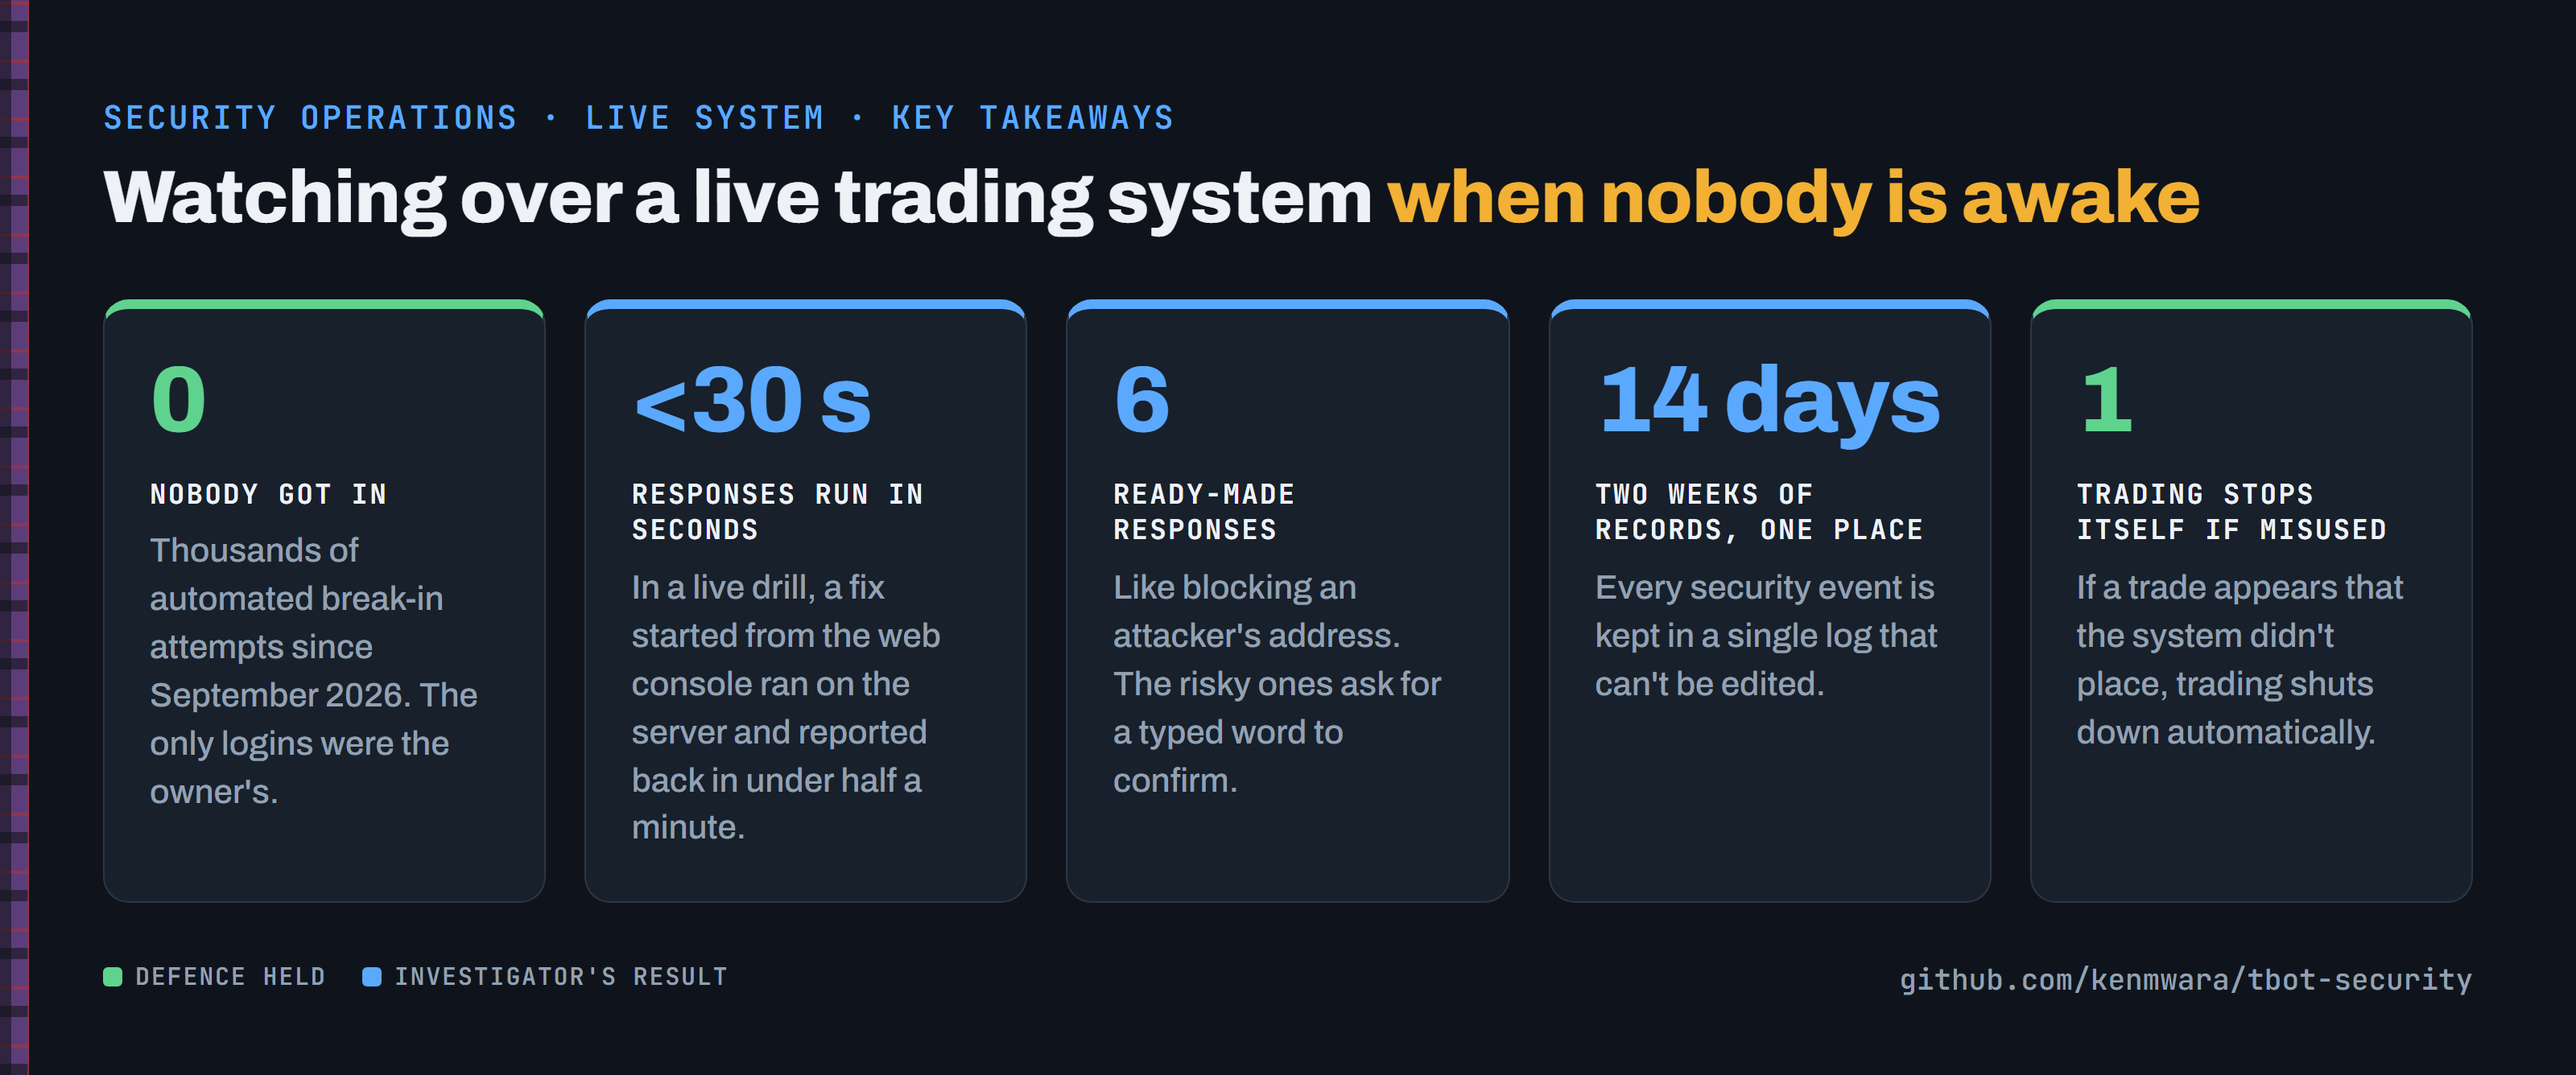 SECURITY OPERATIONS · LIVE SYSTEM · KEY TAKEAWAYS
Watching over a live trading system when nobody is awake
0
NOBODY GOT IN
Thousands of
automated break-in
attempts since
September 2026. The
only logins were the
owner's.
<30 s
RESPONSES RUN IN
SECONDS
In a live drill, a fix
started from the web
console ran on the
server and reported
back in under half a
minute.
6
READY-MADE
RESPONSES
Like blocking an
attacker's address.
The risky ones ask for
a typed word to
confirm.
14 days
TWO WEEKS OF
RECORDS, ONE PLACE
Every security event is
kept in a single log that
can't be edited.
1
TRADING STOPS
ITSELF IF MISUSED
If a trade appears that
the system didn't
place, trading shuts
down automatically.
DEFENCE HELD
INVESTIGATOR'S RESULT
github.com/kenmwara/tbot-security